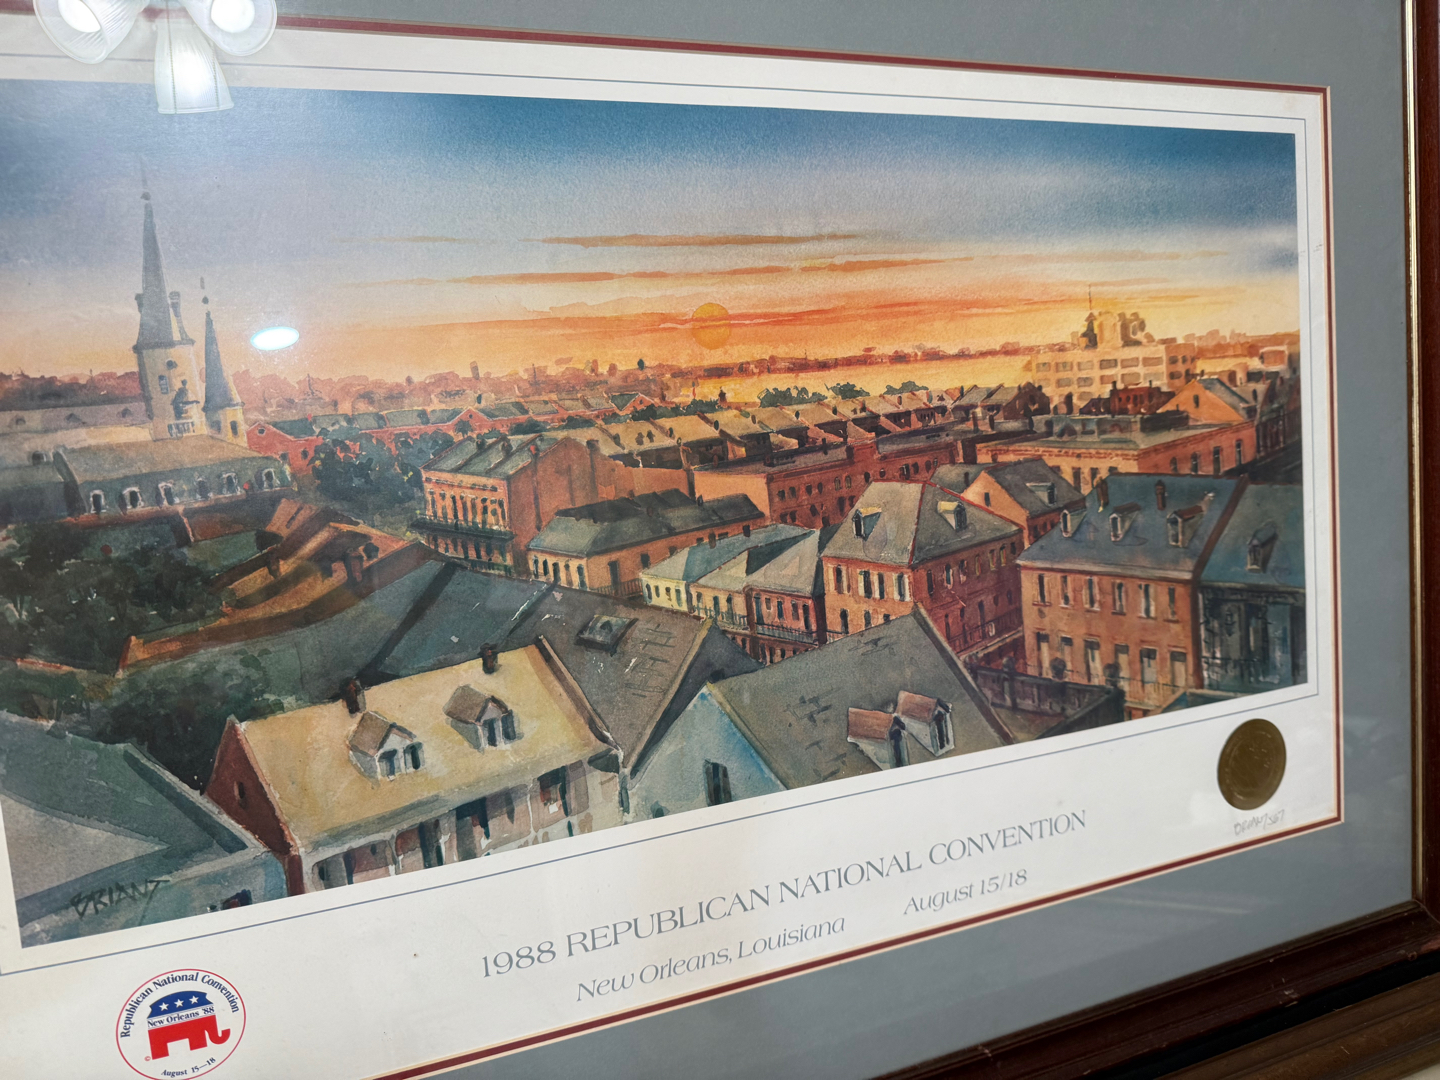 BRIANT
1988 REPUBLICAN NATIONAL CONVENTION
New Orleans, Louisiana August 15/18
Republican National Convention
New Orleans '88
©
August 15—18